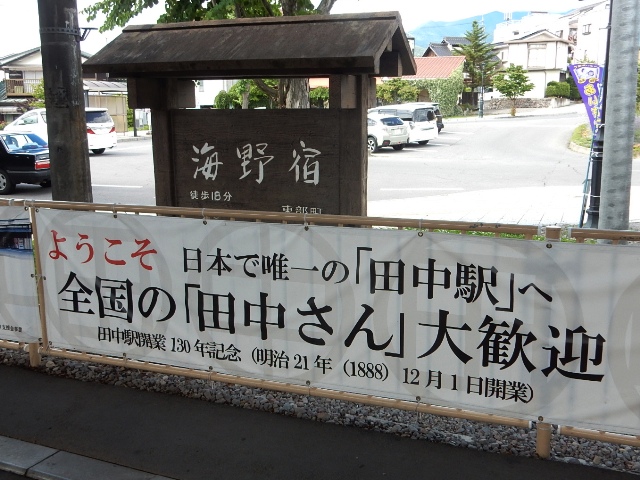 海野宿
徒歩18分
ようこそ 日本で唯一の「田中駅」へ
全国の「田中さん」大歓迎
田中駅開業130年記念(明治21年(1888)12月1日開業)